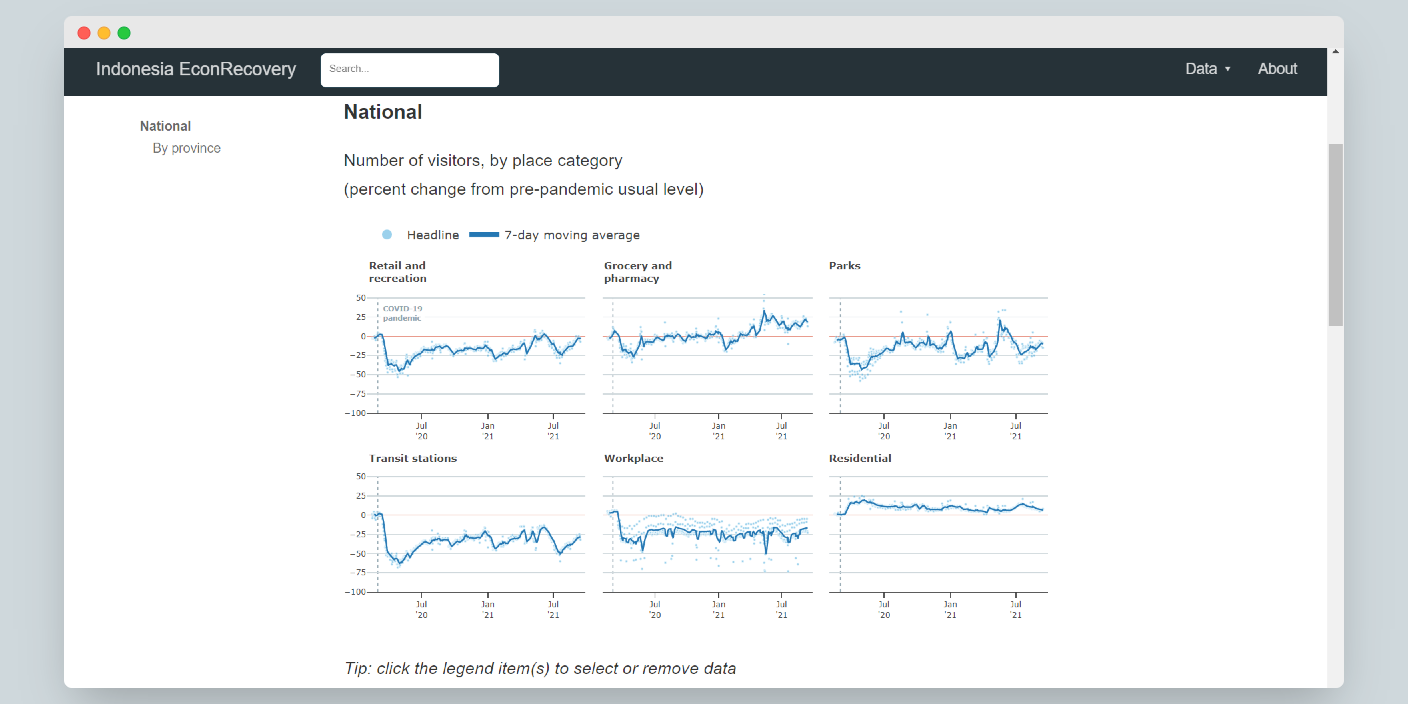 Indonesia EconRecovery
Search...
Data
About
National
By province
National
Number of visitors, by place category
(percent change from pre-pandemic usual level)
Headline
7-day moving average
Retail and
recreation
Grocery and
pharmacy
Parks
50
25
0
−25
−50
−75
−100
COVID-19
pandemic
Jul
'20
Jan
'21
Jul
'21
Jul
'20
Jan
'21
Jul
'21
Jul
'20
Jan
'21
Jul
'21
Transit stations
Workplace
Residential
50
25
0
−25
−50
−75
−100
Jul
'20
Jan
'21
Jul
'21
Jul
'20
Jan
'21
Jul
'21
Jul
'20
Jan
'21
Jul
'21
Tip: click the legend item(s) to select or remove data